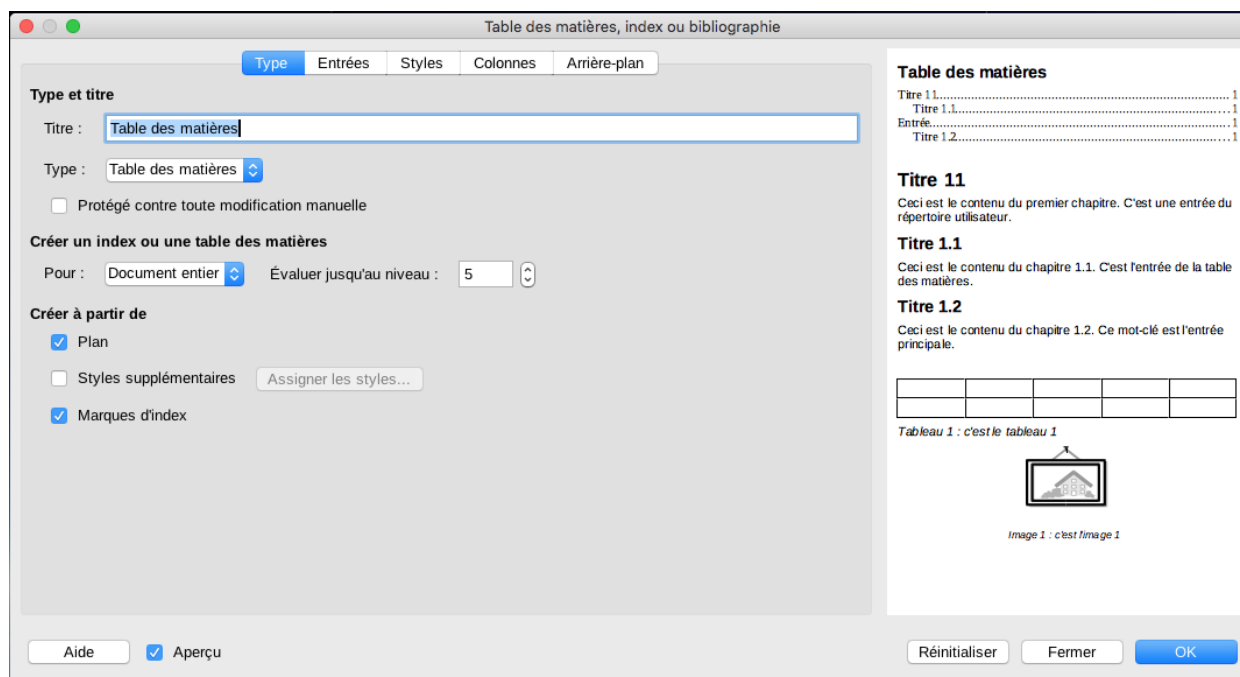 Table des matières, index ou bibliographie
Type Entrées Styles Colonnes Arrière-plan
Type et titre
Titre : Table des matières
Type : Table des matières
Protégé contre toute modification manuelle
Créer un index ou une table des matières
Pour : Document entier Évaluer jusqu'au niveau : 5
Créer à partir de
Plan
Styles supplémentaires Assigner les styles...
Marques d'index
Aide Aperçu
Table des matières
Titre 11 1
Titre 1.1 1
Entrée 1
Titre 1.2 1
Titre 11
Ceci est le contenu du premier chapitre. C'est une entrée du
répertoire utilisateur.
Titre 1.1
Ceci est le contenu du chapitre 1.1. C'est l'entrée de la table
des matières.
Titre 1.2
Ceci est le contenu du chapitre 1.2. Ce mot-clé est l'entrée
principale.
Tableau 1 : c'est le tableau 1
Image 1 : c'est l'image 1
Réinitialiser Fermer OK